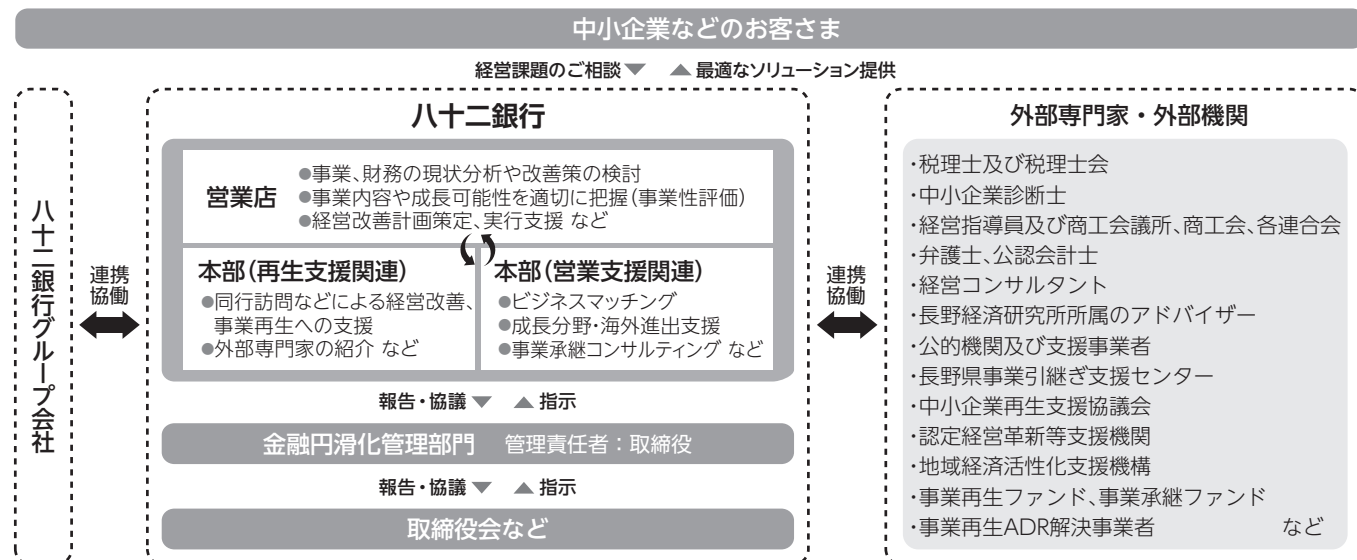 中小企業などのお客さま
経営課題のご相談▼ ▲最適なソリューション提供
八十二銀行グループ会社
連携
協働
八十二銀行
営業店
●事業、財務の現状分析や改善策の検討
●事業内容や成長可能性を適切に把握(事業性評価)
●経営改善計画策定、実行支援 など
本部(再生支援関連)
●同行訪問などによる経営改善、
事業再生への支援
●外部専門家の紹介 など
本部(営業支援関連)
●ビジネスマッチング
●成長分野・海外進出支援
●事業承継コンサルティング など
報告・協議▼ ▲指示
金融円滑化管理部門 管理責任者：取締役
報告・協議▼ ▲指示
取締役会など
連携
協働
外部専門家・外部機関
・税理士及び税理士会
・中小企業診断士
・経営指導員及び商工会議所、商工会、各連合会
・弁護士、公認会計士
・経営コンサルタント
・長野経済研究所所属のアドバイザー
・公的機関及び支援事業者
・長野県事業引継ぎ支援センター
・中小企業再生支援協議会
・認定経営革新等支援機関
・地域経済活性化支援機構
・事業再生ファンド、事業承継ファンド
・事業再生ADR解決事業者 など